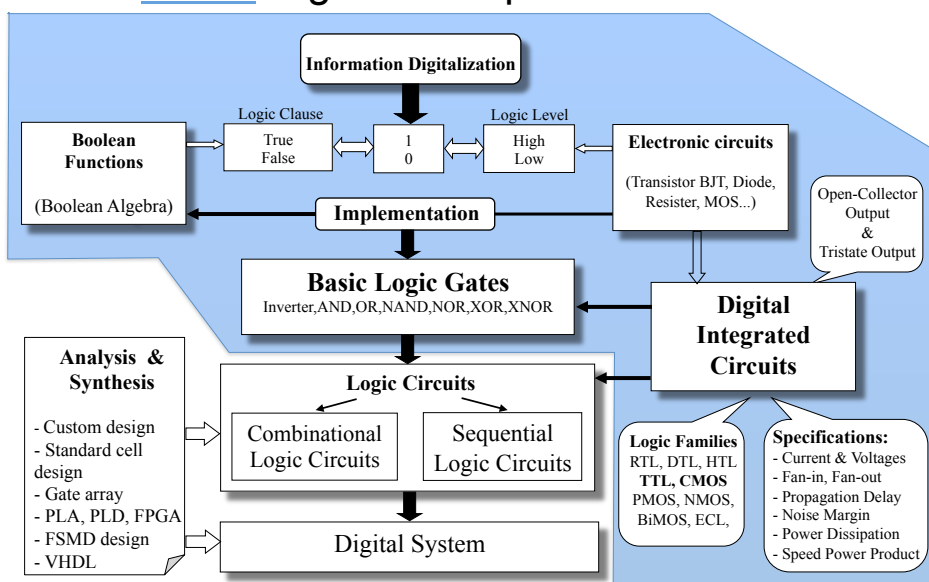 Information Digitalization
Logic Clause
Logic Level
Boolean
Functions
(Boolean Algebra)
True
False
1
0
High
Low
Electronic circuits
(Transistor BJT, Diode,
Resister, MOS...)
Implementation
Open-Collector
Output
&
Tristate Output
Basic Logic Gates
Inverter,AND,OR,NAND,NOR,XOR,XNOR
Digital
Integrated
Circuits
Analysis &
Synthesis
- Custom design
- Standard cell
design
- Gate array
- PLA, PLD, FPGA
- FSMD design
- VHDL
Logic Circuits
Combinational
Logic Circuits
Sequential
Logic Circuits
Digital System
Logic Families
RTL, DTL, HTL
TTL, CMOS
PMOS, NMOS,
BiMOS, ECL,
Specifications:
- Current & Voltages
- Fan-in, Fan-out
- Propagation Delay
- Noise Margin
- Power Dissipation
- Speed Power Product